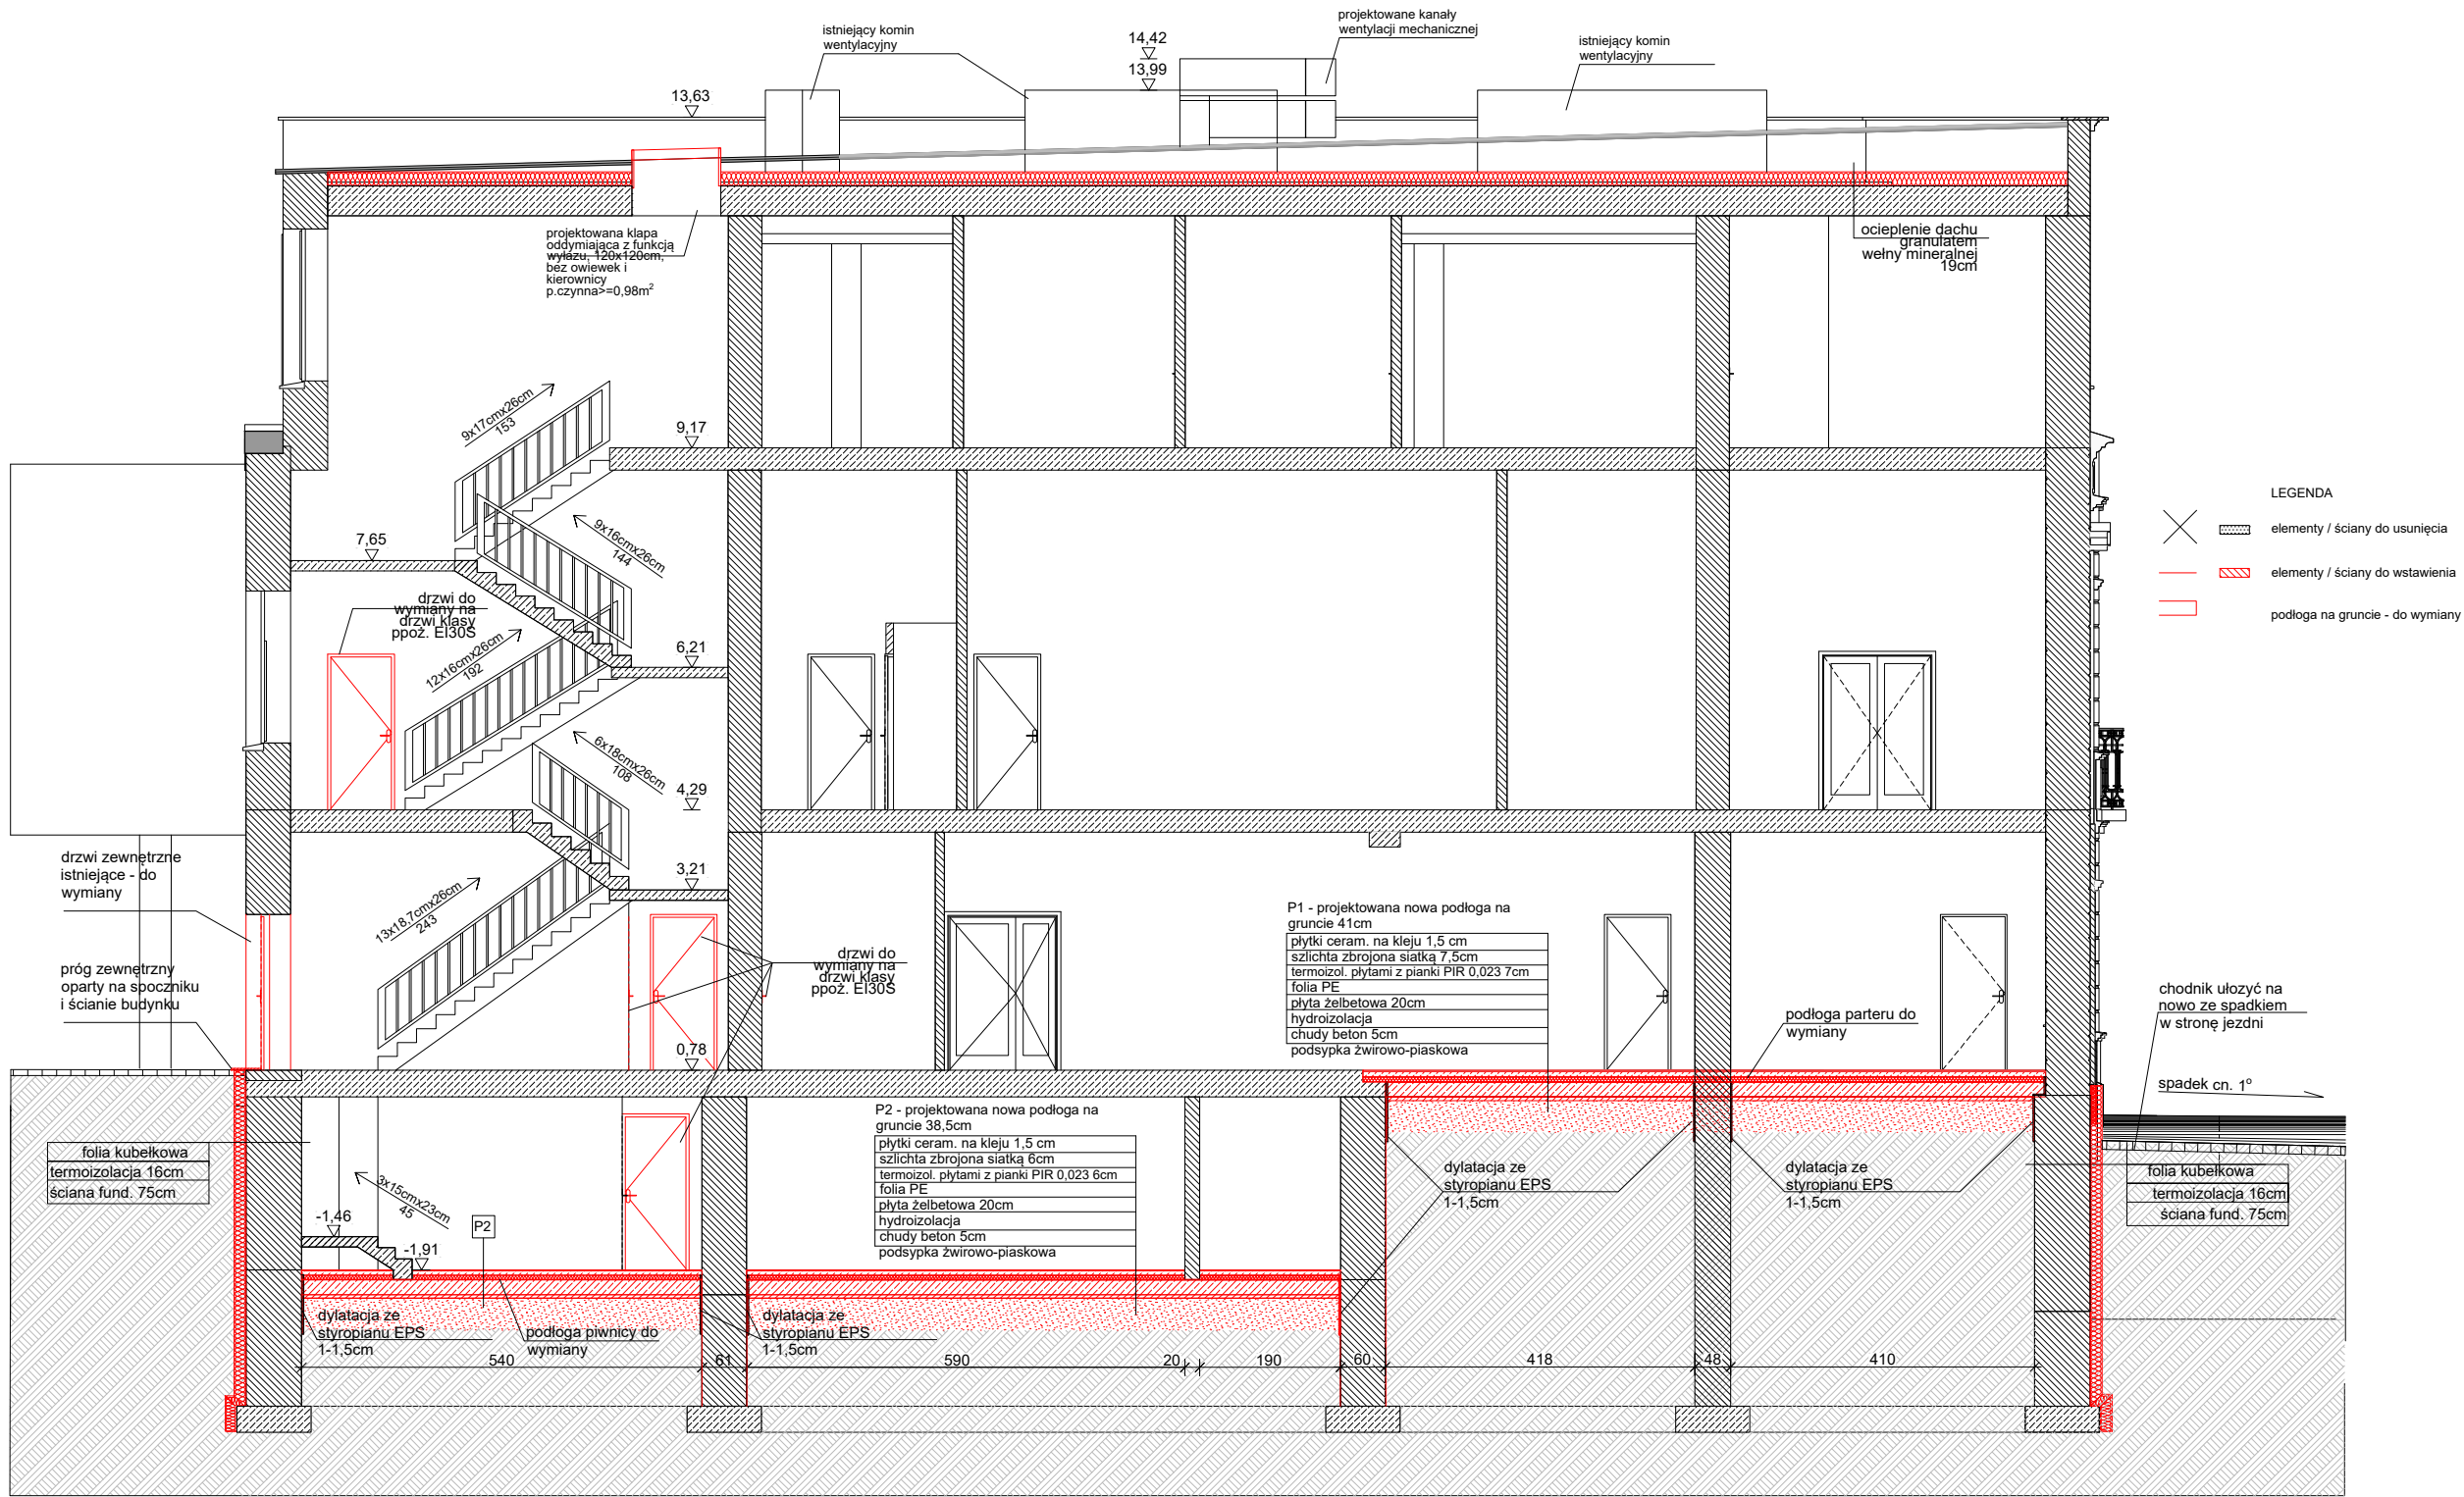 istniejący komin
wentylacyjny
14,42
13,99
projektowane kanały
wentylacji mechanicznej
istniejący komin
wentylacyjny
13,63
projektowana klapa
oddymiająca z funkcją
wyłazu, 120x120cm,
bez owiewek i
kierownicy
p.czynna>=0,98m²
ocieplenie dachu
granulatem
wełny mineralnej
19cm
9x17cmx26cm
153
9,17
9x16cmx26cm
144
7,65
drzwi do
wymiany na
drzwi klasy
ppoż. EI30S
12x16cmx26cm
192
6,21
6x18cmx26cm
108
4,29
LEGENDA
elementy / ściany do usunięcia
elementy / ściany do wstawienia
podłoga na gruncie - do wymiany
drzwi zewnętrzne
istniejące - do
wymiany
13x18,7cmx26cm
243
3,21
próg zewnętrzny
oparty na spoczniku
i ścianie budynku
drzwi do
wymiany na
drzwi klasy
ppoż. EI30S
0,78
P1 - projektowana nowa podłoga na
gruncie 41cm
płytki ceram. na kleju 1,5 cm
szlichta zbrojona siatką 7,5cm
termoizol. płytami z pianki PIR 0,023 7cm
folia PE
płyta żelbetowa 20cm
hydroizolacja
chudy beton 5cm
podsypka żwirowo-piaskowa
podłoga parteru do
wymiany
chodnik ułozyć na
nowo ze spadkiem
w stronę jezdni
spadek cn. 1°
folia kubełkowa
termoizolacja 16cm
ściana fund. 75cm
P2 - projektowana nowa podłoga na
gruncie 38,5cm
płytki ceram. na kleju 1,5 cm
szlichta zbrojona siatką 6cm
termoizol. płytami z pianki PIR 0,023 6cm
folia PE
płyta żelbetowa 20cm
hydroizolacja
chudy beton 5cm
podsypka żwirowo-piaskowa
3x15cmx23cm
45
-1,46
-1,91
P2
dylatacja ze
styropianu EPS
1-1,5cm
dylatacja ze
styropianu EPS
1-1,5cm
folia kubełkowa
termoizolacja 16cm
ściana fund. 75cm
dylatacja ze
styropianu EPS
1-1,5cm
podłoga piwnicy do
wymiany
dylatacja ze
styropianu EPS
1-1,5cm
540 61 590 20 190 60 418 48 410